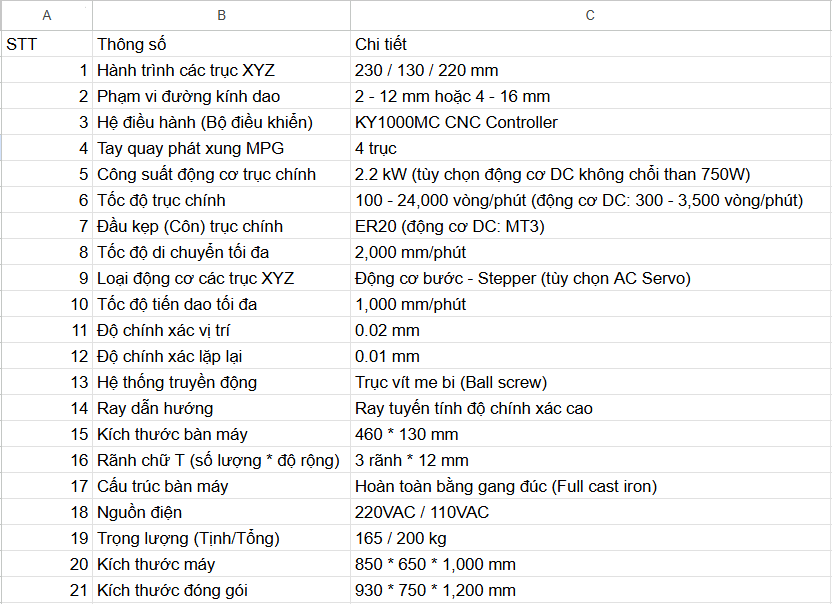 A B C
STT Thông số Chi tiết
1 Hành trình các trục XYZ 230 / 130 / 220 mm
2 Phạm vi đường kính dao 2 - 12 mm hoặc 4 - 16 mm
3 Hệ điều hành (Bộ điều khiển) KY1000MC CNC Controller
4 Tay quay phát xung MPG 4 trục
5 Công suất động cơ trục chính 2.2 kW (tùy chọn động cơ DC không chổi than 750W)
6 Tốc độ trục chính 100 - 24,000 vòng/phút (động cơ DC: 300 - 3,500 vòng/phút)
7 Đầu kẹp (Côn) trục chính ER20 (động cơ DC: MT3)
8 Tốc độ di chuyển tối đa 2,000 mm/phút
9 Loại động cơ các trục XYZ Động cơ bước - Stepper (tùy chọn AC Servo)
10 Tốc độ tiến dao tối đa 1,000 mm/phút
11 Độ chính xác vị trí 0.02 mm
12 Độ chính xác lặp lại 0.01 mm
13 Hệ thống truyền động Trục vít me bi (Ball screw)
14 Ray dẫn hướng Ray tuyến tính độ chính xác cao
15 Kích thước bàn máy 460 * 130 mm
16 Rãnh chữ T (số lượng * độ rộng) 3 rãnh * 12 mm
17 Cấu trúc bàn máy Hoàn toàn bằng gang đúc (Full cast iron)
18 Nguồn điện 220VAC / 110VAC
19 Trọng lượng (Tịnh/Tổng) 165 / 200 kg
20 Kích thước máy 850 * 650 * 1,000 mm
21 Kích thước đóng gói 930 * 750 * 1,200 mm